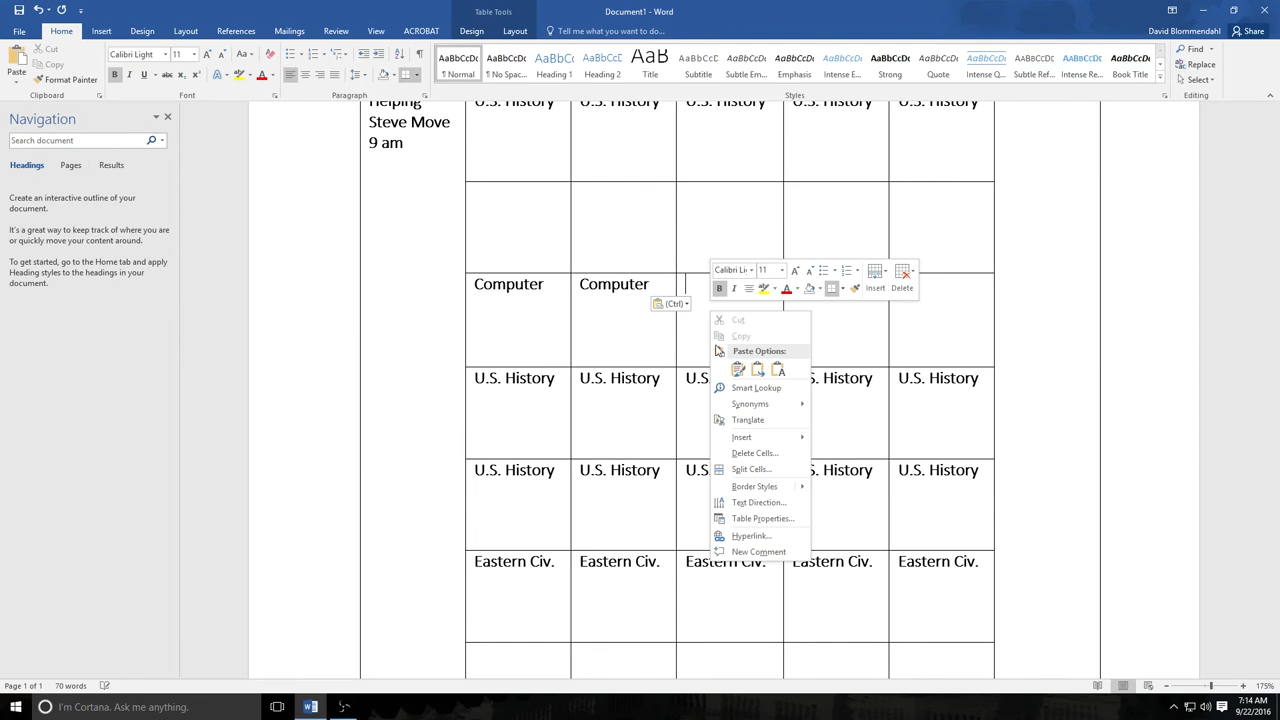 Table Tools
Document1 - Word
File Home Insert Design Layout References Mailings Review View ACROBAT Design Layout Tell me what you want to do...
David Blommendahl Share
Paste
Cut
Copy
Format Painter
Clipboard
Calibri Light 11
Font
Paragraph
AaBbCcDc AaBbCcDc AaBbCc AaBbCcC AaB AaBbCcD AaBbCcDc AaBbCcDc AaBbCcDc AaBbCcDc AaBbCcDc AaBbCcDc AaBbCcDc AaBbCcDc AaBbCcDc
¶ Normal ¶ No Spac... Heading 1 Heading 2 Title Subtitle Subtle Em... Emphasis Intense E... Strong Quote Intense Q... Subtle Ref... Intense Re... Book Title
Styles
Find
Replace
Select
Editing
Navigation
Search document
Headings Pages Results
Create an interactive outline of your
document.
It's a great way to keep track of where you are
or quickly move your content around.
To get started, go to the Home tab and apply
Heading styles to the headings in your
document.
Helping
Steve Move
9 am
U.S. History U.S. History U.S. History U.S. History U.S. History
Computer Computer
(Ctrl)
Calibri Li 11
Insert Delete
Cut
Copy
Paste Options:
Smart Lookup
Synonyms
Translate
Insert
Delete Cells...
Split Cells...
Border Styles
Text Direction...
Table Properties...
Hyperlink...
New Comment
U.S. History U.S. History U.S. S. History U.S. History
U.S. History U.S. History U.S. S. History U.S. History
Eastern Civ. Eastern Civ. Eastern Civ. Eastern Civ. Eastern Civ.
Page 1 of 1 70 words
175%
I'm Cortana. Ask me anything.
7:14 AM
9/22/2016